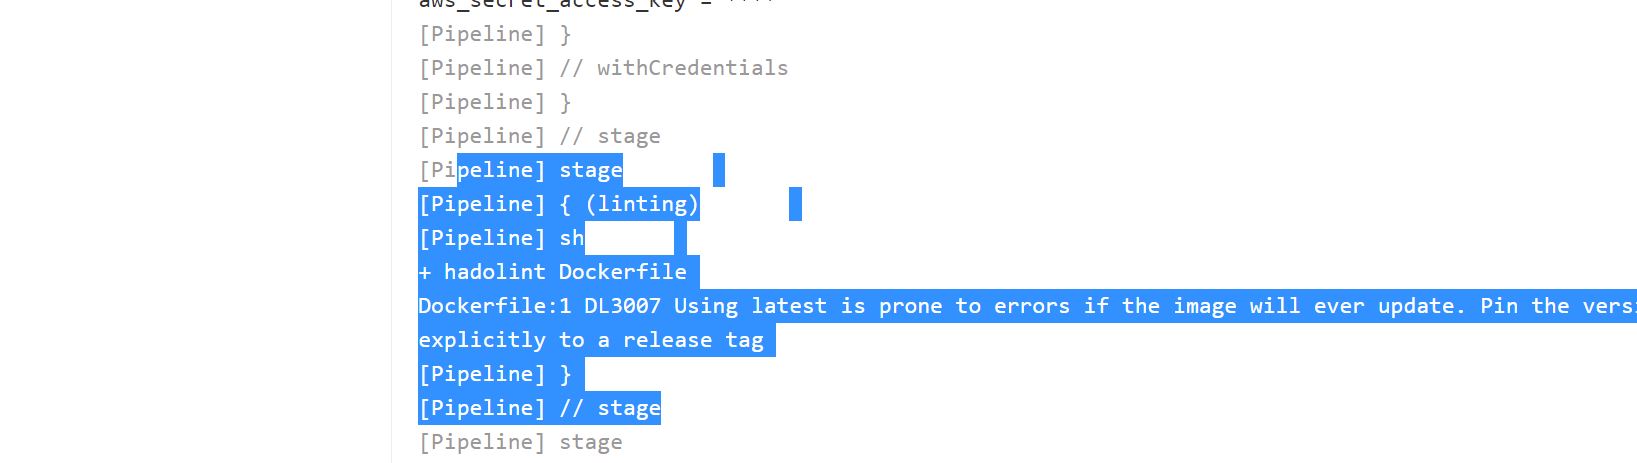 aws_secret_access_key = ****
[Pipeline] }
[Pipeline] // withCredentials
[Pipeline] }
[Pipeline] // stage
[Pipeline] stage
[Pipeline] { (linting)
[Pipeline] sh
+ hadolint Dockerfile
Dockerfile:1 DL3007 Using latest is prone to errors if the image will ever update. Pin the versi
explicitly to a release tag
[Pipeline] }
[Pipeline] // stage
[Pipeline] stage